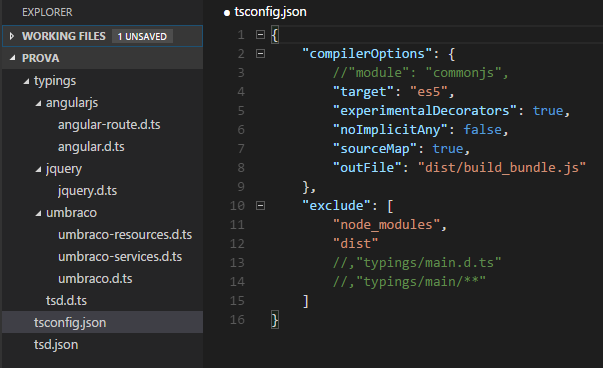 EXPLORER
WORKING FILES 1 UNSAVED
PROVA
typings
angularjs
angular-route.d.ts
angular.d.ts
jquery
jquery.d.ts
umbraco
umbraco-resources.d.ts
umbraco-services.d.ts
umbraco.d.ts
tsd.d.ts
tsconfig.json
tsd.json
tsconfig.json
1 {
2 "compilerOptions": {
3 //"module": "commonjs",
4 "target": "es5",
5 "experimentalDecorators": true,
6 "noImplicitAny": false,
7 "sourceMap": true,
8 "outFile": "dist/build_bundle.js"
9 },
10 "exclude": [
11 "node_modules",
12 "dist"
13 //,"typings/main.d.ts"
14 //,"typings/main/**"
15 ]
16 }